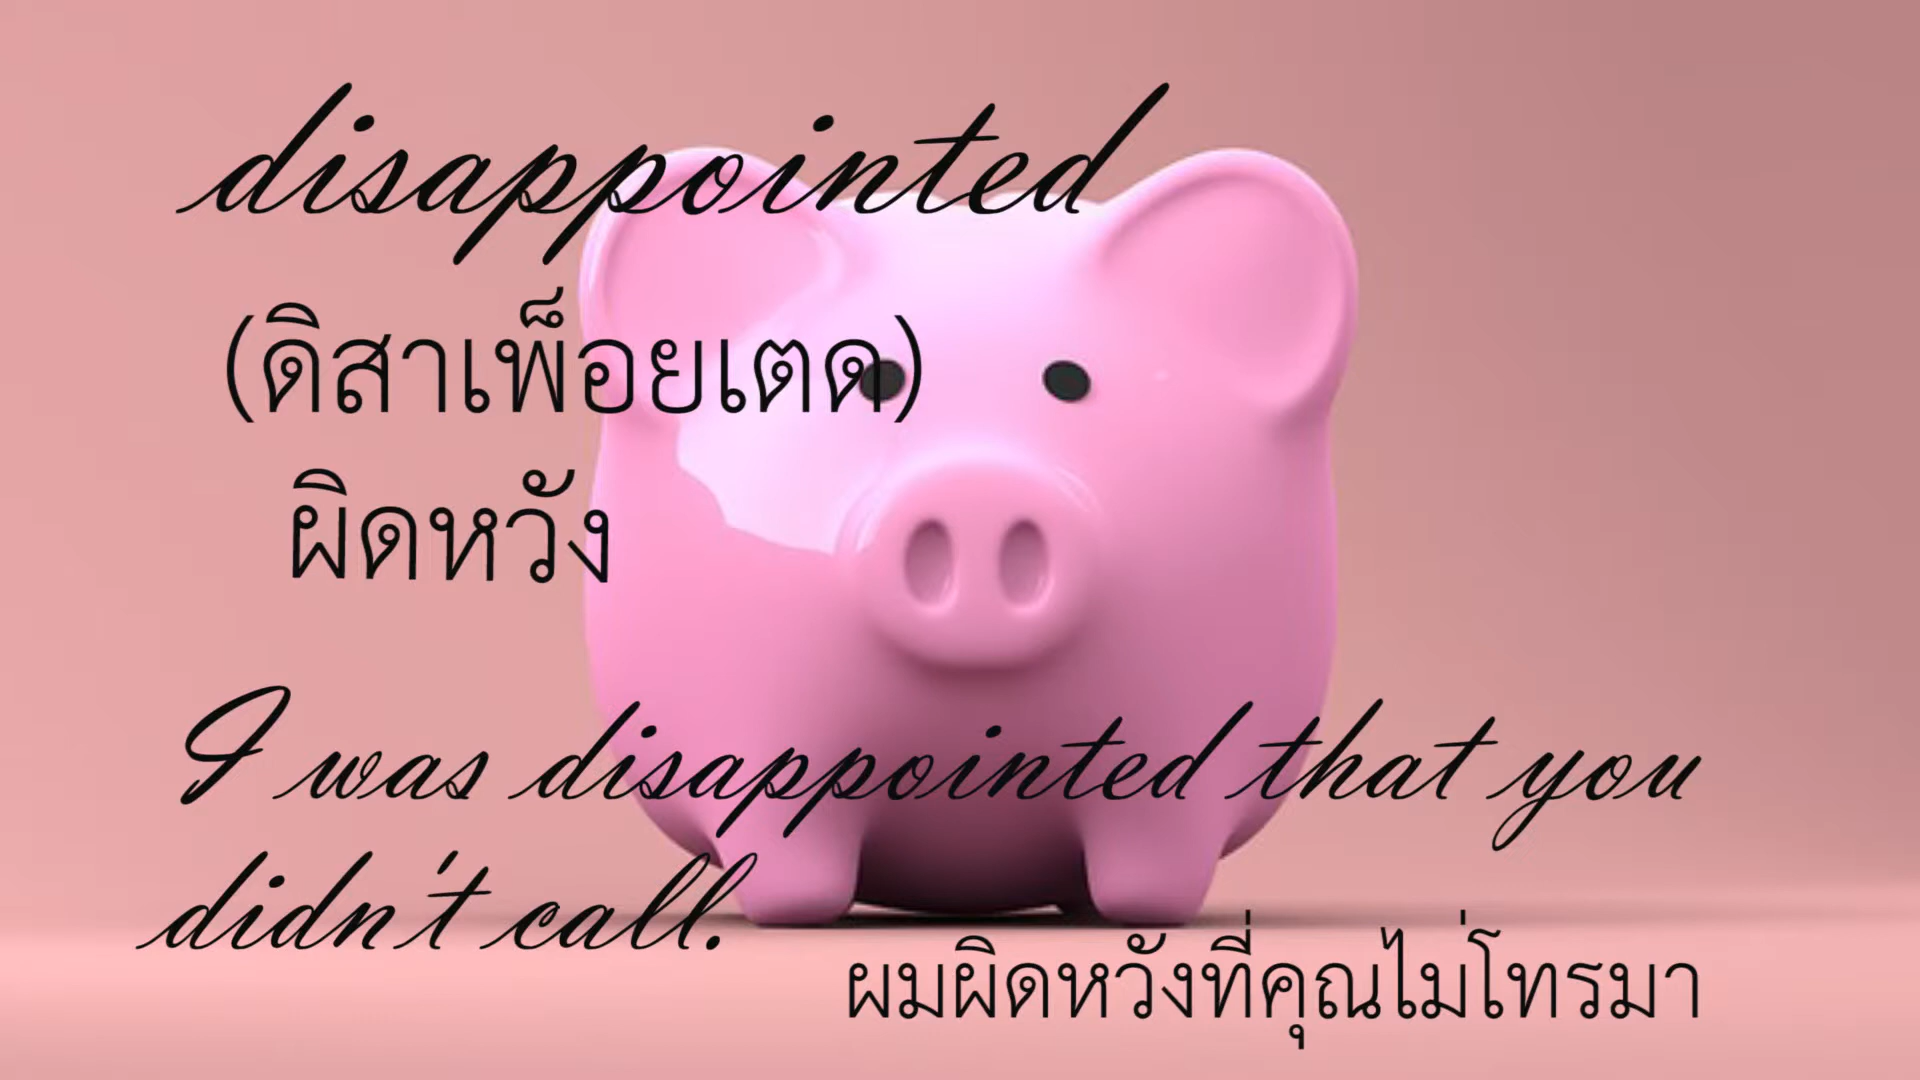 disappointed
(ดิสาเพ็อยเตด)
ผิดหวัง
I was disappointed that you
didn't call.
ผมผิดหวังที่คุณไม่โทรมา